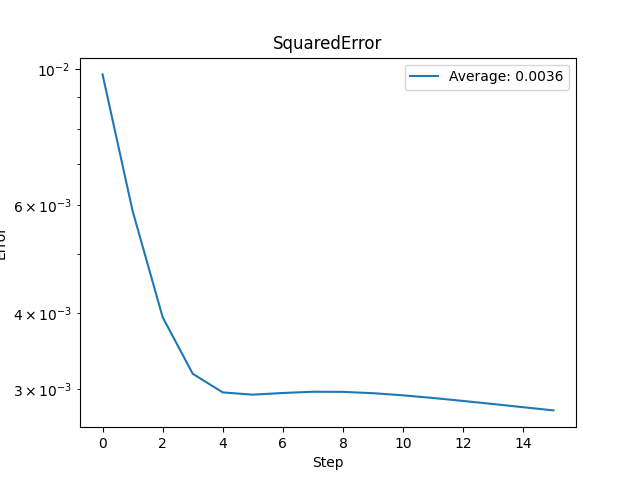 SquaredError
Average: 0.0036
Error
10⁻²
6 × 10⁻³
4 × 10⁻³
3 × 10⁻³
0 2 4 6 8 10 12 14
Step